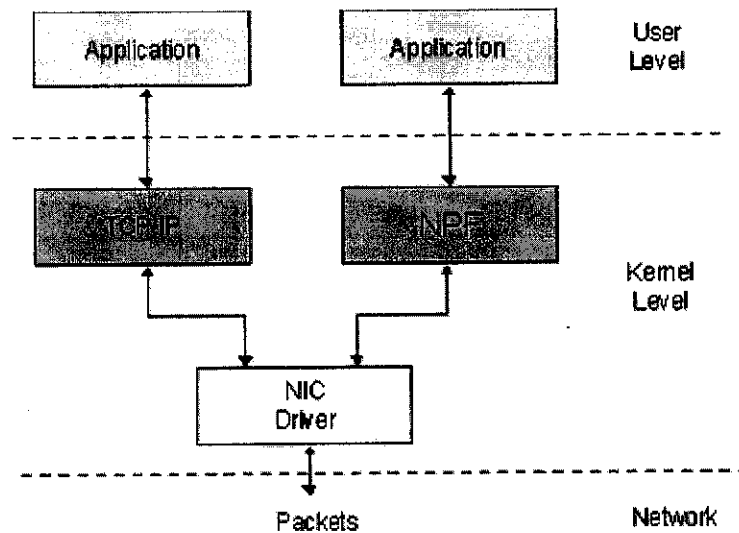 Application
Application
User
Level
TCP/IP
NPF
Kernel
Level
NIC
Driver
Packets
Network